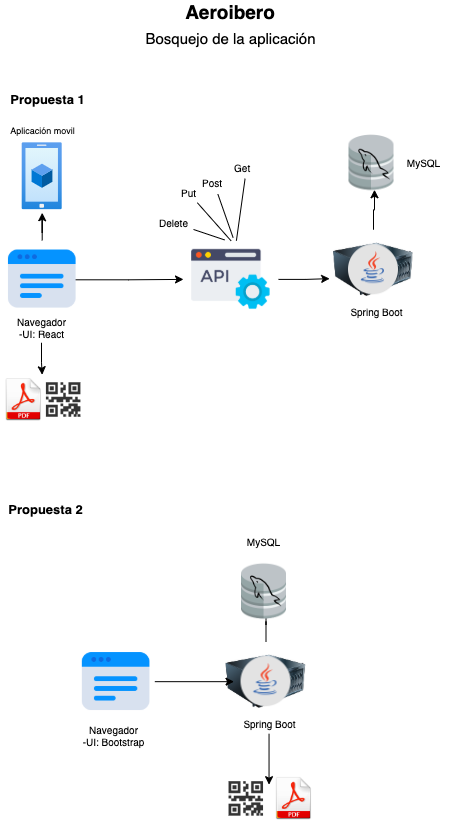 Aeroibero
Bosquejo de la aplicación
Propuesta 1
Aplicación movil
Get
Post
Put
Delete
MySQL
API
Navegador
-UI: React
Spring Boot
PDF
Propuesta 2
MySQL
Navegador
-UI: Bootstrap
Spring Boot
PDF